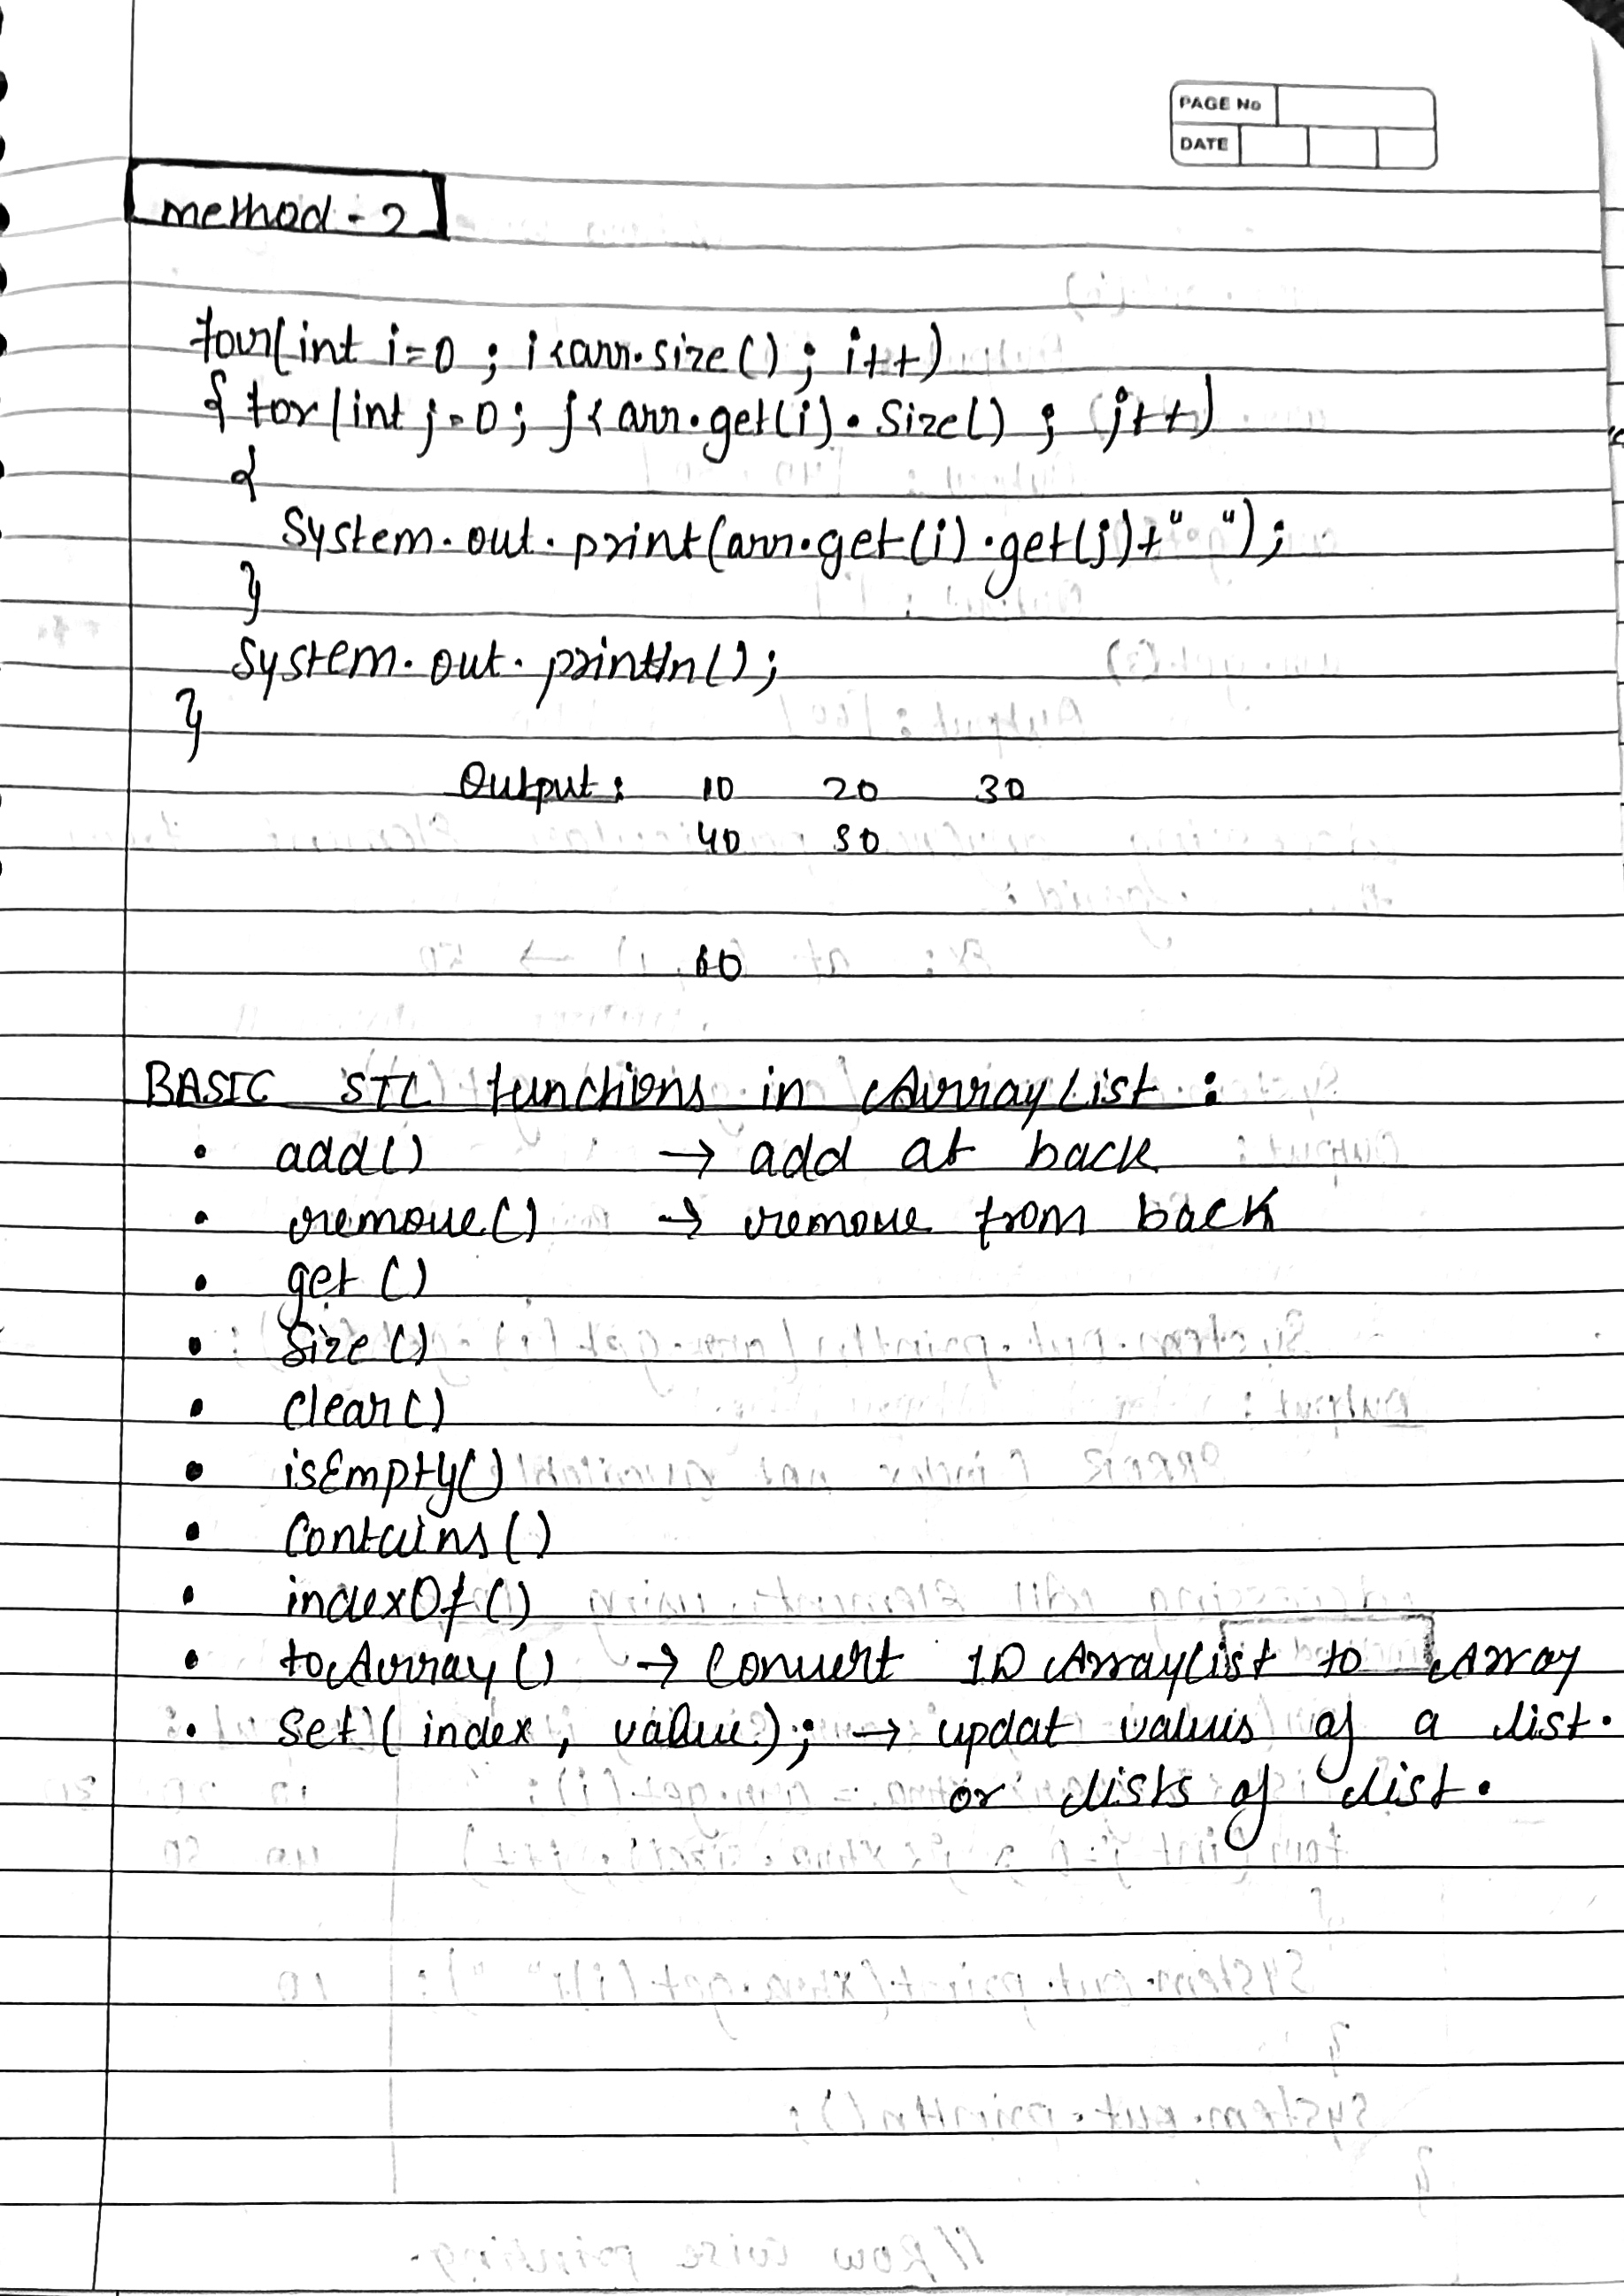 PAGE No
DATE
method - 2
for(int i=0 ; i<arr.size() ; i++)
{ for(int j=0; j<arr.get(i).size() ; j++)
{
System.out.print(arr.get(i).get(j)+" ");
}
System.out.println();
}
Output: 10 20 30
40 50
60
BASIC STL functions in ArrayList :
• add() → add at back
• remove() → remove from back
• get ()
• Size ()
• clear()
• isEmpty()
• Contains()
• indexOf()
• toArray() → Convert 1D ArrayList to Array
• Set ( index, value); → updat values of a list.
or lists of list.